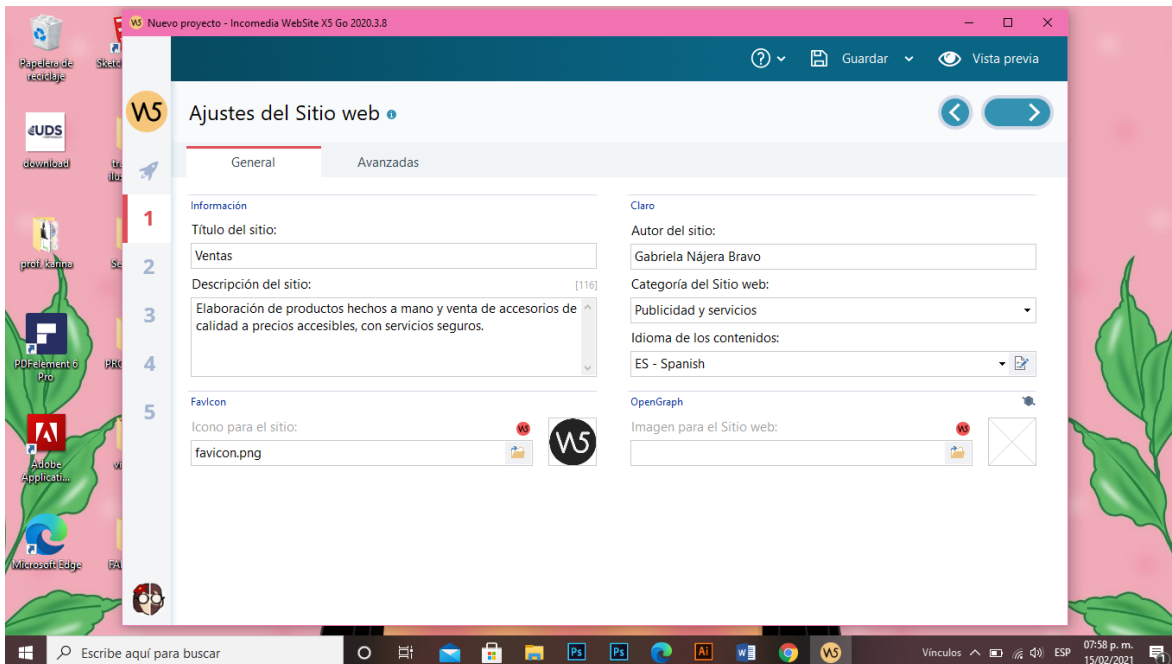 Nuevo proyecto - Incomedia WebSite X5 Go 2020.3.8
Guardar
Vista previa
Ajustes del Sitio web
General
Avanzadas
Información
Título del sitio:
Ventas
Descripción del sitio:
[116]
Elaboración de productos hechos a mano y venta de accesorios de
calidad a precios accesibles, con servicios seguros.
FavIcon
Icono para el sitio:
favicon.png
Claro
Autor del sitio:
Gabriela Nájera Bravo
Categoría del Sitio web:
Publicidad y servicios
Idioma de los contenidos:
ES - Spanish
OpenGraph
Imagen para el Sitio web:
1
2
3
4
5
Papelera de
reciclaje
UDS
download
prof. karina
PDFelement 6
Pro
Adobe
Applicati...
Microsoft Edge
Escribe aquí para buscar
Ps
Ps
Ai
Vínculos
ESP
07:58 p. m.
15/02/2021